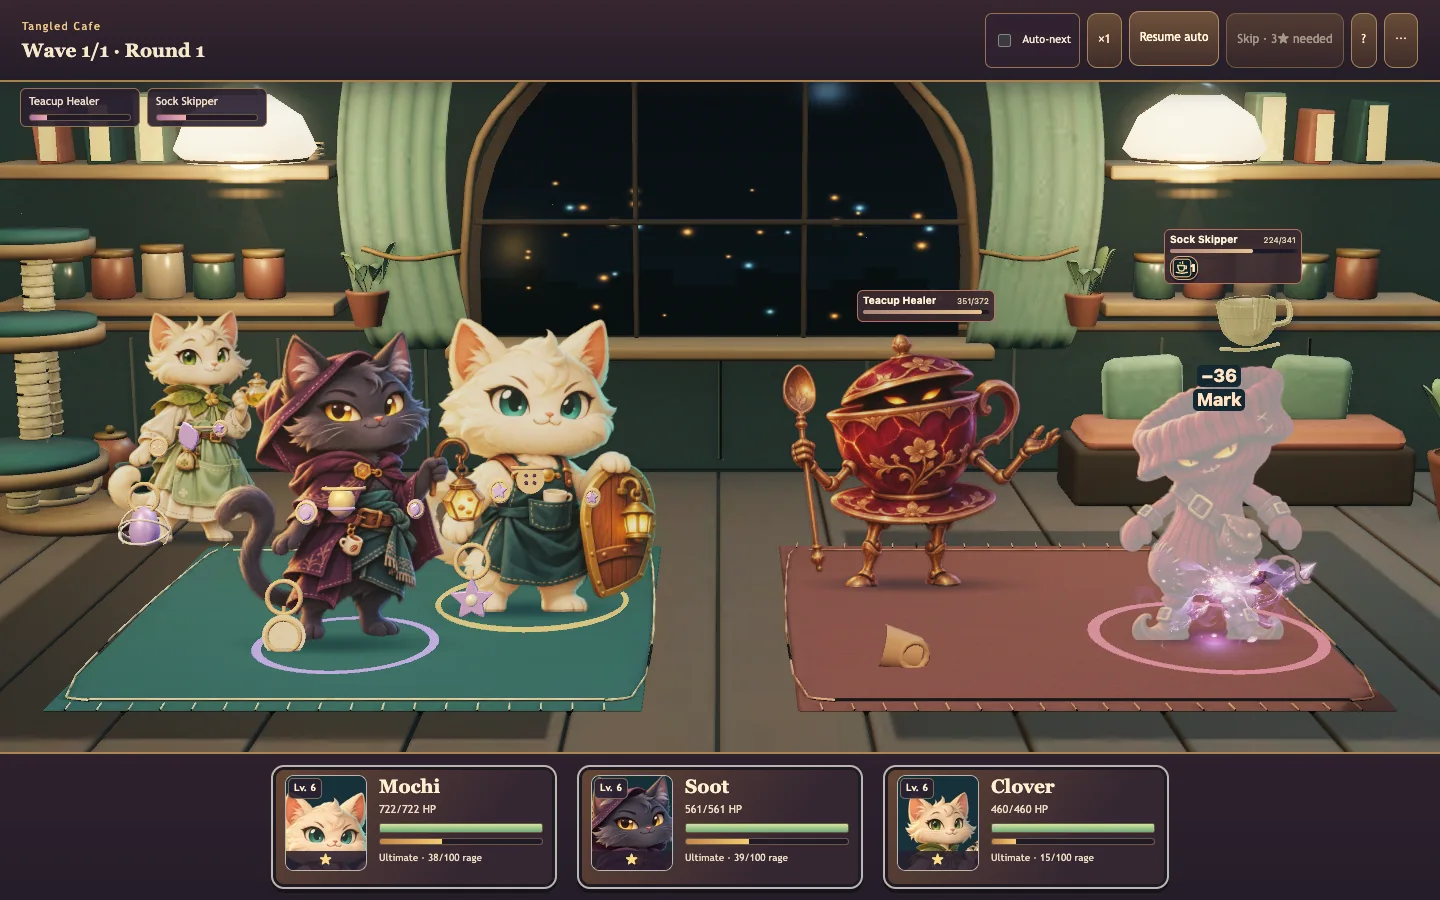 Tangled Cafe
Wave 1/1 · Round 1
Auto-next
×1
Resume auto
Skip · 3★ needed
?
...
Teacup Healer
Sock Skipper
Sock Skipper 224/341
1
Teacup Healer 351/372
−36
Mark
Lv. 6
Mochi
722/722 HP
Ultimate · 38/100 rage
Lv. 6
Soot
561/561 HP
Ultimate · 39/100 rage
Lv. 6
Clover
460/460 HP
Ultimate · 15/100 rage